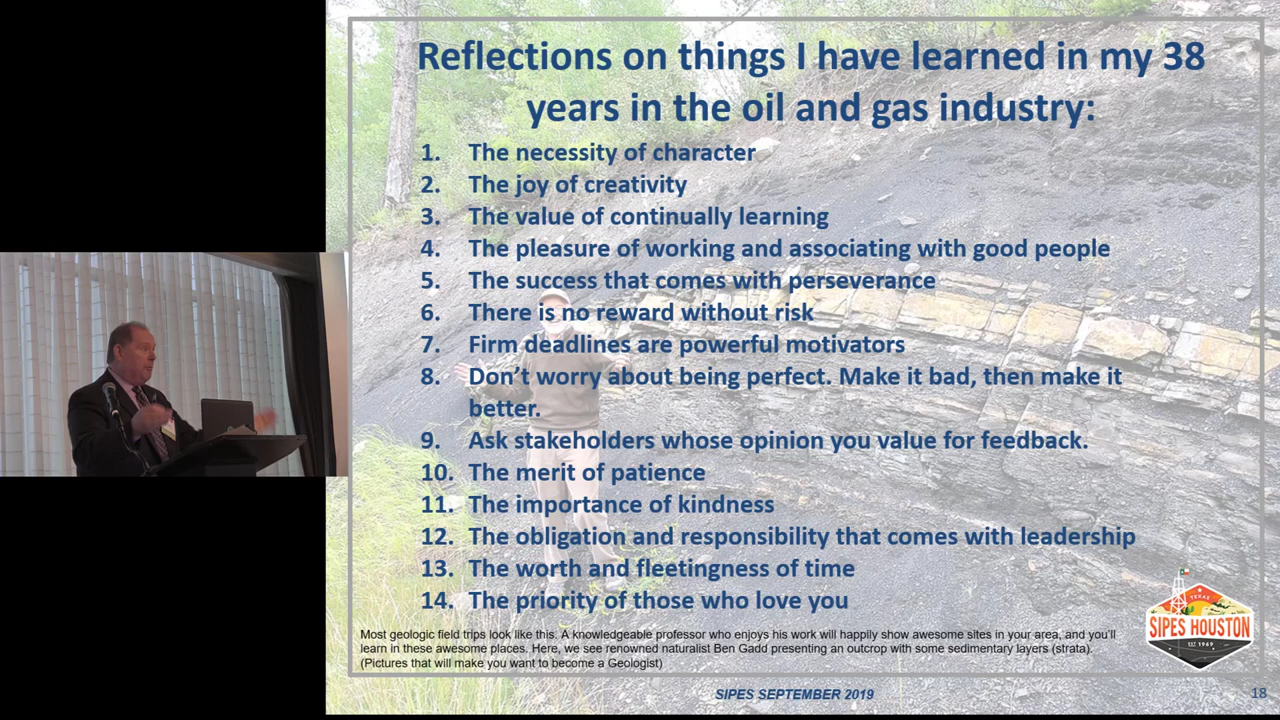 Reflections on things I have learned in my 38
years in the oil and gas industry:
1. The necessity of character
2. The joy of creativity
3. The value of continually learning
4. The pleasure of working and associating with good people
5. The success that comes with perseverance
6. There is no reward without risk
7. Firm deadlines are powerful motivators
8. Don't worry about being perfect. Make it bad, then make it
better.
9. Ask stakeholders whose opinion you value for feedback.
10. The merit of patience
11. The importance of kindness
12. The obligation and responsibility that comes with leadership
13. The worth and fleetingness of time
14. The priority of those who love you
Most geologic field trips look like this. A knowledgeable professor who enjoys his work will happily show awesome sites in your area, and you'll
learn in these awesome places. Here, we see renowned naturalist Ben Gadd presenting an outcrop with some sedimentary layers (strata).
(Pictures that will make you want to become a Geologist)
TEXAS
SIPES HOUSTON
EST 1949
SIPES SEPTEMBER 2019
18